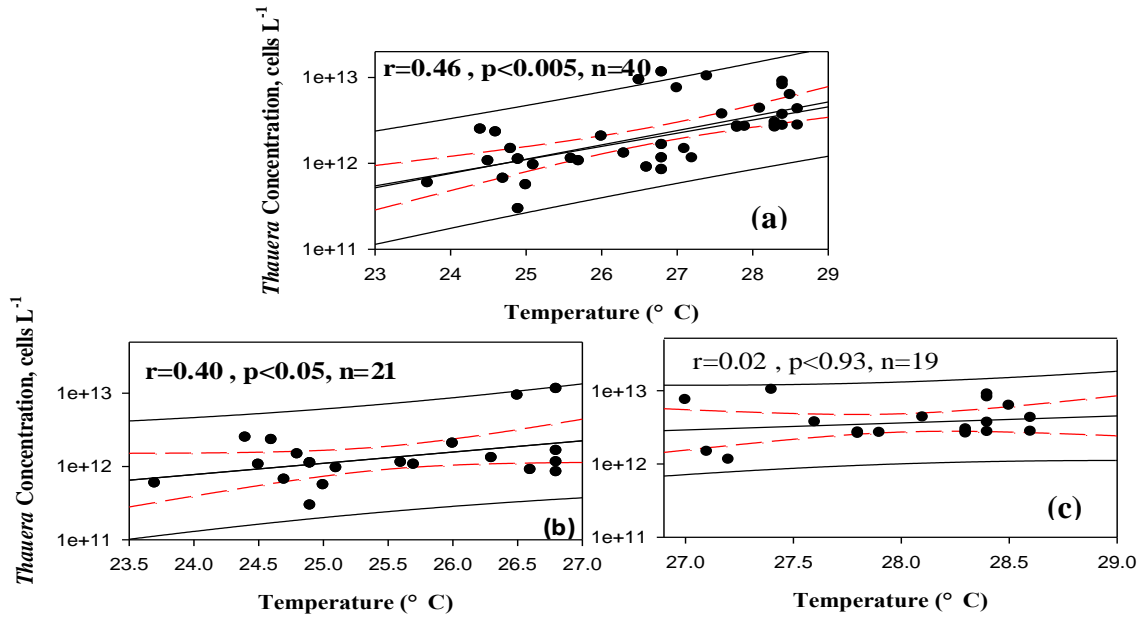 Thauera Concentration, cells L-1
r=0.46 , p<0.005, n=40
1e+13
1e+12
1e+11
(a)
23 24 25 26 27 28 29
Temperature (° C)
Thauera Concentration, cells L-1
r=0.40 , p<0.05, n=21
1e+13
1e+12
1e+11
(b)
23.5 24.0 24.5 25.0 25.5 26.0 26.5 27.0
Temperature (° C)
r=0.02 , p<0.93, n=19
1e+13
1e+12
1e+11
(c)
27.0 27.5 28.0 28.5 29.0
Temperature (° C)